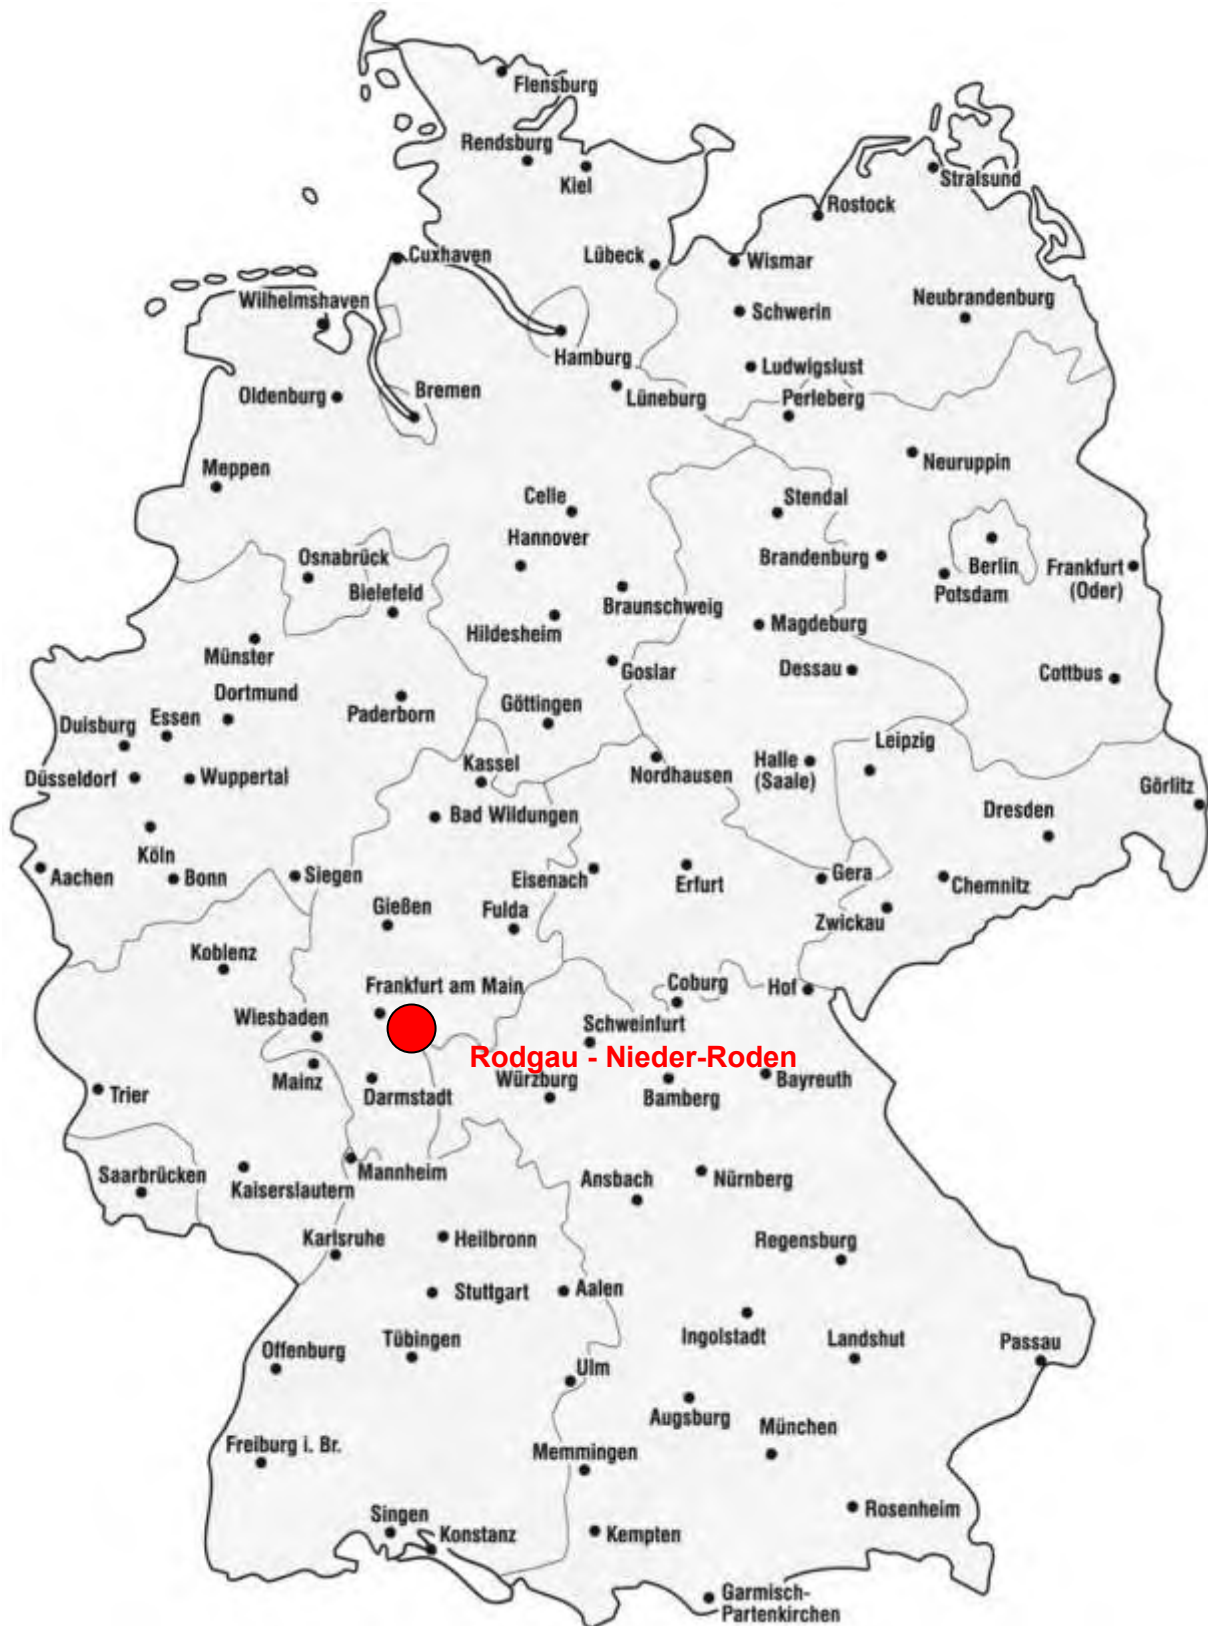 Flensburg
Rendsburg
Kiel
Stralsund
Rostock
Cuxhaven
Lübeck
Wismar
Wilhelmshaven
Schwerin
Neubrandenburg
Hamburg
Ludwigslust
Oldenburg
Bremen
Lüneburg
Perleberg
Meppen
Neuruppin
Celle
Stendal
Hannover
Osnabrück
Brandenburg
Berlin
Frankfurt
(Oder)
Bielefeld
Potsdam
Braunschweig
Hildesheim
Magdeburg
Münster
Goslar
Dessau
Cottbus
Dortmund
Paderborn
Göttingen
Essen
Duisburg
Leipzig
Kassel
Nordhausen
Halle
(Saale)
Düsseldorf
Wuppertal
Görlitz
Bad Wildungen
Dresden
Köln
Aachen
Bonn
Siegen
Eisenach
Erfurt
Gera
Chemnitz
Gießen
Fulda
Zwickau
Koblenz
Frankfurt am Main
Coburg
Hof
Wiesbaden
Schweinfurt
Rodgau - Nieder-Roden
Mainz
Würzburg
Bayreuth
Trier
Darmstadt
Bamberg
Saarbrücken
Mannheim
Kaiserslautern
Ansbach
Nürnberg
Karlsruhe
Heilbronn
Regensburg
Stuttgart
Aalen
Tübingen
Ingolstadt
Landshut
Passau
Offenburg
Ulm
Augsburg
München
Freiburg i. Br.
Memmingen
Rosenheim
Singen
Konstanz
Kempten
Garmisch-
Partenkirchen